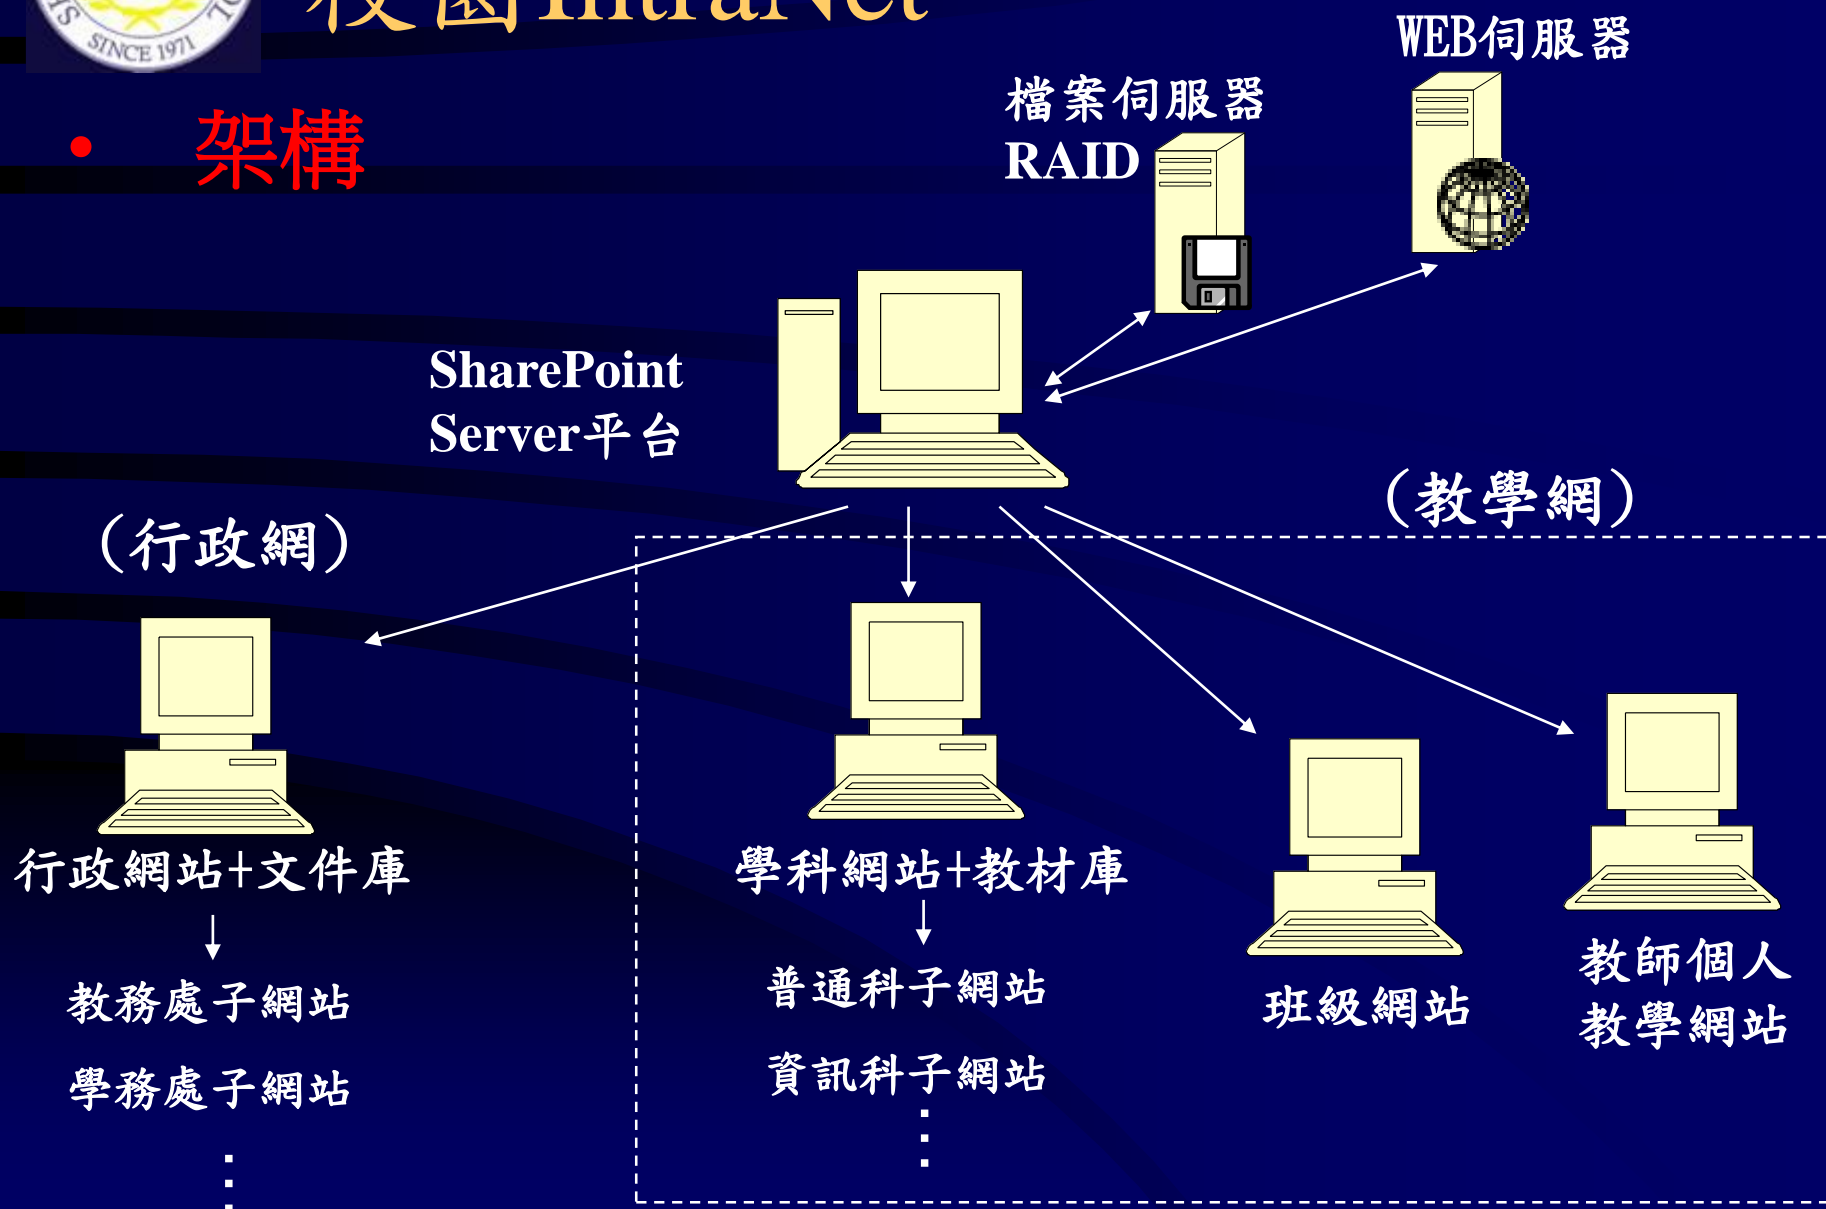 校園IntraNet
SINCE 1971
• 架構
WEB伺服器
檔案伺服器
RAID
SharePoint
Server平台
(行政網)
(教學網)
行政網站+文件庫
教務處子網站
學務處子網站
學科網站+教材庫
普通科子網站
資訊科子網站
班級網站
教師個人
教學網站